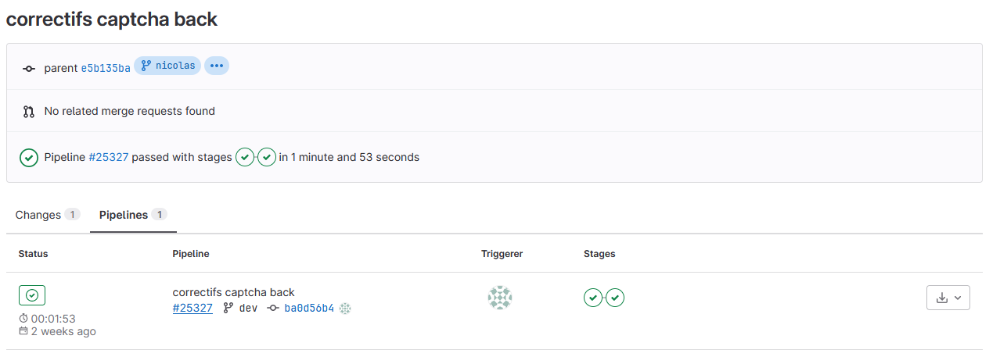 correctifs captcha back
parent e5b135ba nicolas
No related merge requests found
Pipeline #25327 passed with stages in 1 minute and 53 seconds
Changes 1 Pipelines 1
Status Pipeline Triggerer Stages
correctifs captcha back
#25327 dev ba0d56b4
00:01:53
2 weeks ago